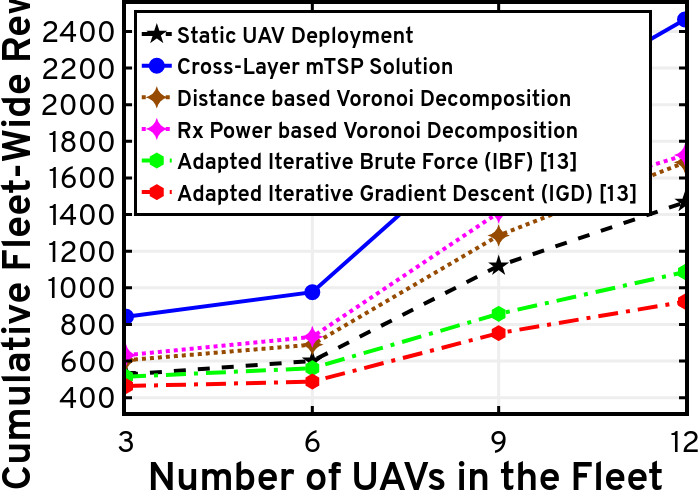 Cumulative Fleet-Wide Rev
2400
2200
2000
1800
1600
1400
1200
1000
800
600
400
Static UAV Deployment
Cross-Layer mTSP Solution
Distance based Voronoi Decomposition
Rx Power based Voronoi Decomposition
Adapted Iterative Brute Force (IBF) [13]
Adapted Iterative Gradient Descent (IGD) [13]
3 6 9 12
Number of UAVs in the Fleet